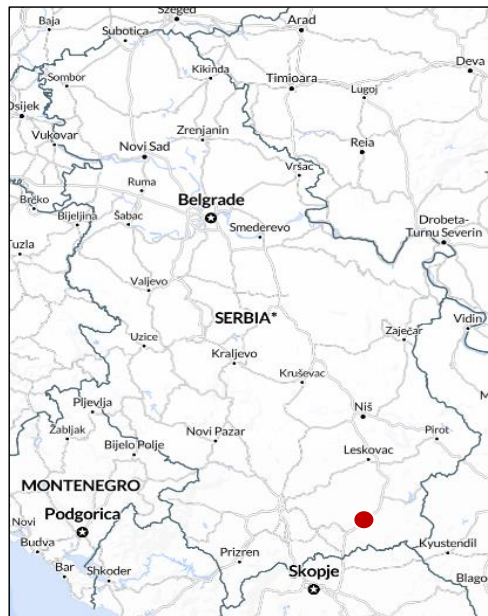 Szeged
Baja
Arad
Subotica
Deva
Sombor
Kikinda
Timioara
Lugoj
Osijek
Zrenjanin
Vukovar
Novi Sad
Reia
Vršac
Ruma
Brčko
Belgrade
Bijeljina
Šabac
Smederevo
Drobeta-
Turnu Severin
Tuzla
Valjevo
SERBIA*
Vidin
Uzice
Zaječar
Kraljevo
Kruševac
Pljevlja
Niš
Blago
Žabljak
Novi Pazar
Pirot
Bijelo Polje
Leskovac
MONTENEGRO
Podgorica
Novi
Budva
Kyustendil
Prizren
Bar
Shkoder
Skopje